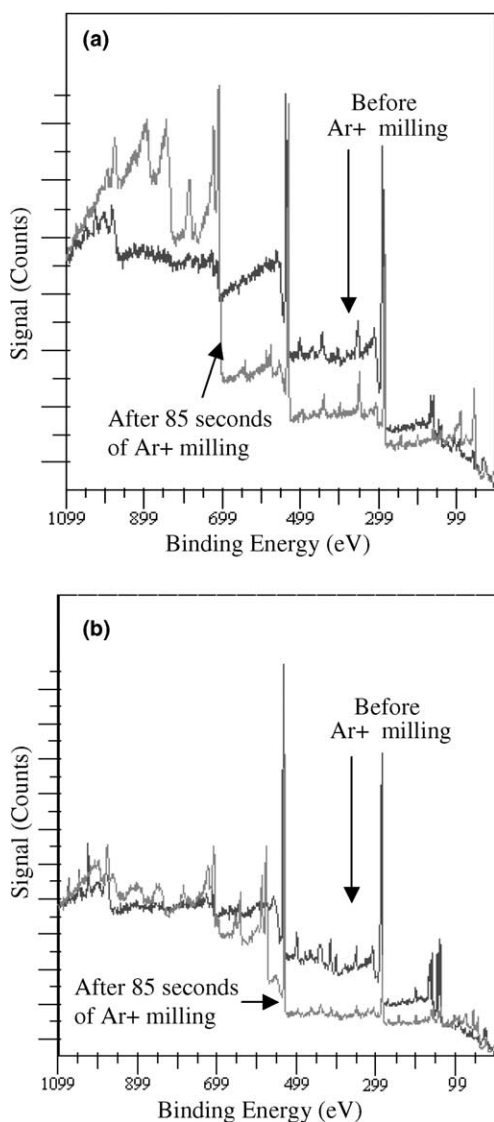 (a)
Before
Ar+ milling
Signal (Counts)
After 85 seconds
of Ar+ milling
1099 899 699 499 299 99
Binding Energy (eV)
(b)
Before
Ar+ milling
Signal (Counts)
After 85 seconds
of Ar+ milling
1099 899 699 499 299 99
Binding Energy (eV)